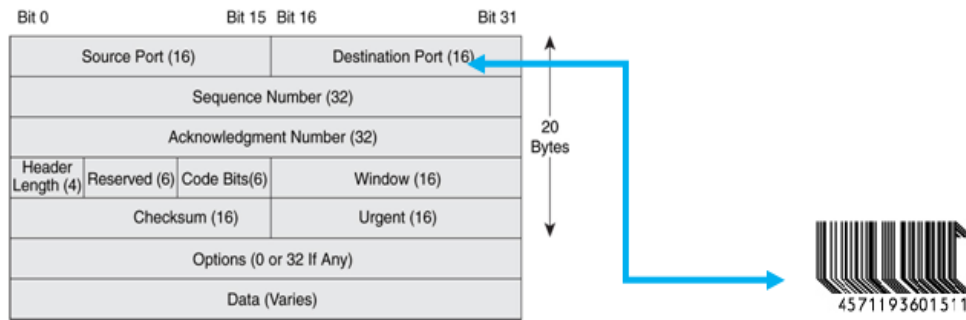 Bit 0 Bit 15 Bit 16 Bit 31
Source Port (16) Destination Port (16)
Sequence Number (32)
Acknowledgment Number (32)
20
Bytes
Header
Length (4) Reserved (6) Code Bits(6) Window (16)
Checksum (16) Urgent (16)
Options (0 or 32 If Any)
Data (Varies)
4571193601511